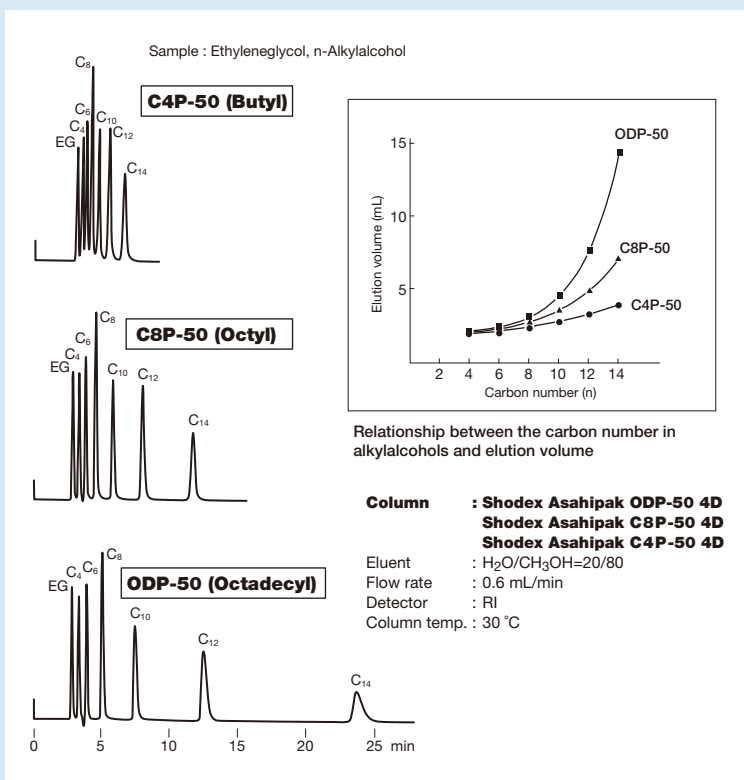 Sample : Ethyleneglycol, n-Alkylalcohol
C4P-50 (Butyl)
EG
C₄
C₆
C₈
C₁₀
C₁₂
C₁₄
C8P-50 (Octyl)
EG
C₄
C₆
C₈
C₁₀
C₁₂
C₁₄
ODP-50 (Octadecyl)
EG
C₄
C₆
C₈
C₁₀
C₁₂
C₁₄
0 5 10 15 20 25 min
Elution volume (mL)
15
10
5
ODP-50
C8P-50
C4P-50
2 4 6 8 10 12 14
Carbon number (n)
Relationship between the carbon number in
alkylalcohols and elution volume
Column : Shodex Asahipak ODP-50 4D
Shodex Asahipak C8P-50 4D
Shodex Asahipak C4P-50 4D
Eluent : H₂O/CH₃OH=20/80
Flow rate : 0.6 mL/min
Detector : RI
Column temp. : 30 ˚C